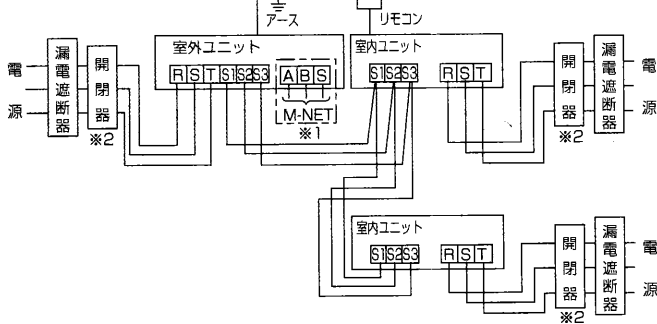 アース
リモコン
室外ユニット
室内ユニット
電源
漏電遮断器
開閉器
※2
R S T S1 S2 S3
A B S
M-NET
※1
S1 S2 S3
R S T
開閉器
※2
漏電遮断器
電源
室内ユニット
S1 S2 S3
R S T
開閉器
※2
漏電遮断器
電源